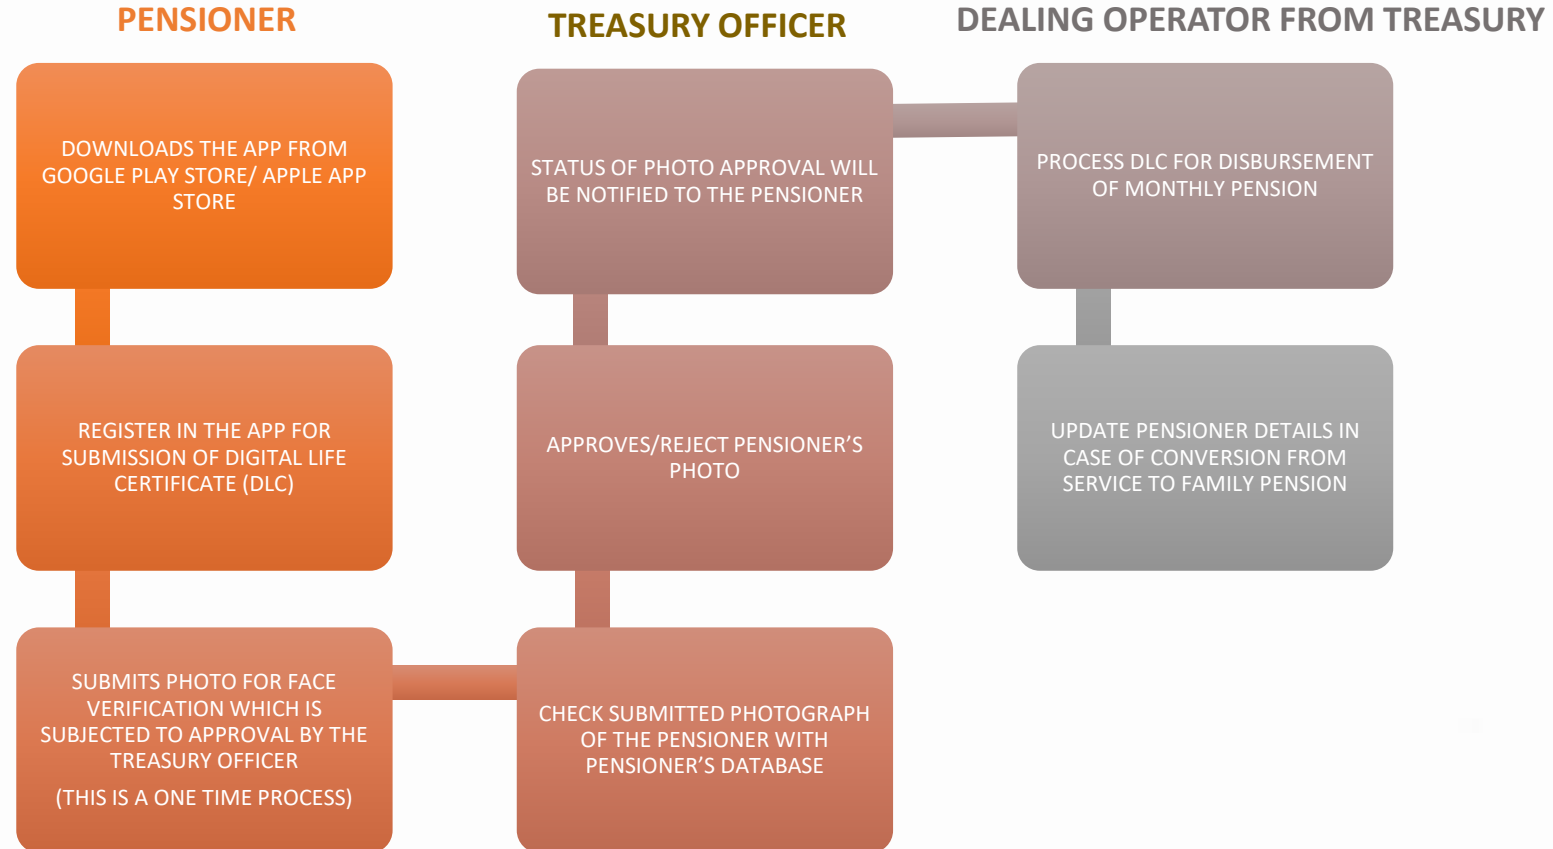 PENSIONER
DOWNLOADS THE APP FROM
GOOGLE PLAY STORE/ APPLE APP
STORE
REGISTER IN THE APP FOR
SUBMISSION OF DIGITAL LIFE
CERTIFICATE (DLC)
SUBMITS PHOTO FOR FACE
VERIFICATION WHICH IS
SUBJECTED TO APPROVAL BY THE
TREASURY OFFICER
(THIS IS A ONE TIME PROCESS)
TREASURY OFFICER
STATUS OF PHOTO APPROVAL WILL
BE NOTIFIED TO THE PENSIONER
APPROVES/REJECT PENSIONER’S
PHOTO
CHECK SUBMITTED PHOTOGRAPH
OF THE PENSIONER WITH
PENSIONER’S DATABASE
DEALING OPERATOR FROM TREASURY
PROCESS DLC FOR DISBURSEMENT
OF MONTHLY PENSION
UPDATE PENSIONER DETAILS IN
CASE OF CONVERSION FROM
SERVICE TO FAMILY PENSION